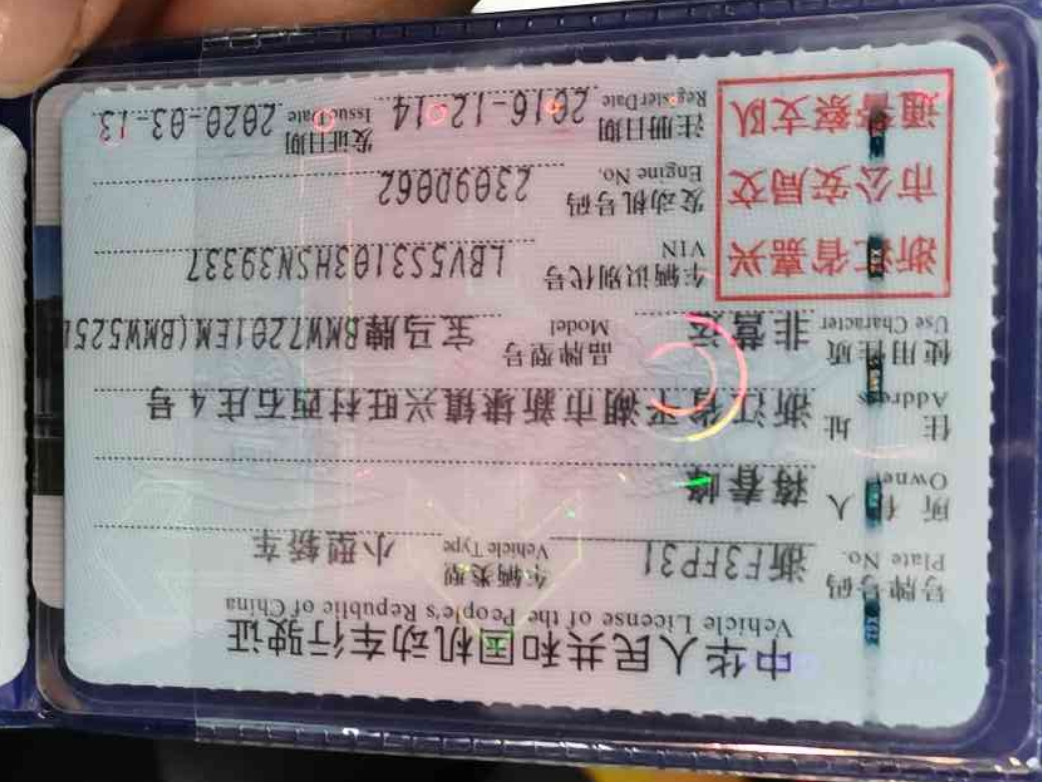 中华人民共和国机动车行驶证
Vehicle License of the People's Republic of China
号牌号码 浙F3FP31 车辆类型 小型轿车
Plate No. Vehicle Type
所有人 蒋春峰
Owner
住址 浙江省平湖市新埭镇兴旺村西石庄4号
Address
使用性质 非营运 品牌型号 宝马牌BMW7201EM(BMW525
Use Character Model
浙江省嘉兴
市公安局交
通警察支队
车辆识别代号 LBV5S3103HSN39337
VIN
发动机号码 2309D062
Engine No.
注册日期 2016-12-14 发证日期 2020-03-13
Register Date Issue Date